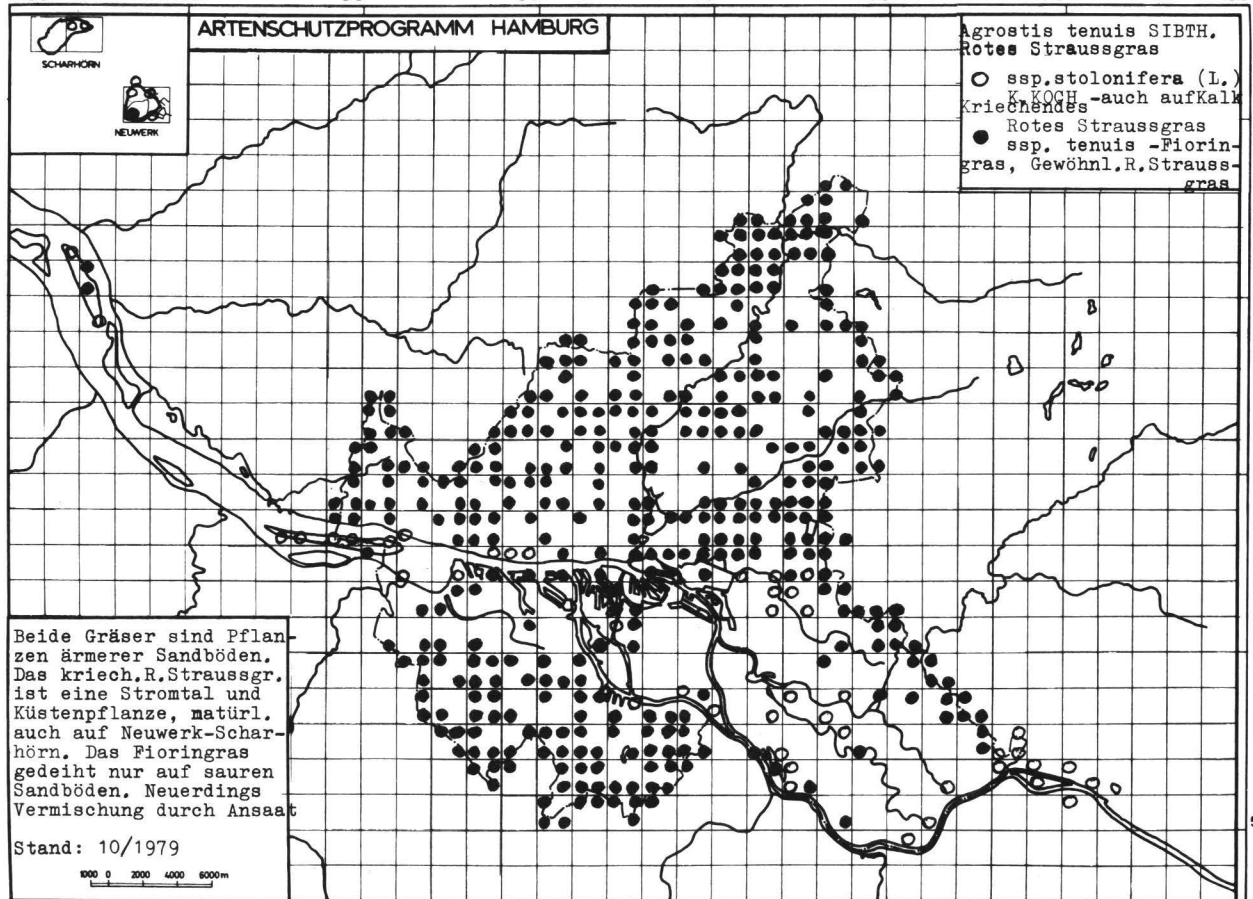 ARTENSCHUTZPROGRAMM HAMBURG
SCHARHÖRN
NEUWERK
Agrostis tenuis SIBTH.
Rotes Straussgras
ssp.stolonifera (L.)
K.KOCH -auch aufKalk
Kriechendes
Rotes Straussgras
ssp. tenuis -Fiorin-
gras, Gewöhnl.R.Strauss-
gras
Beide Gräser sind Pflan-
zen ärmerer Sandböden.
Das kriech.R.Straussgr.
ist eine Stromtal und
Küstenpflanze, matürl.
auch auf Neuwerk-Schar-
hörn. Das Fioringras
gedeiht nur auf sauren
Sandböden. Neuerdings
Vermischung durch Ansaat
Stand: 10/1979
1000 0 2000 4000 6000m